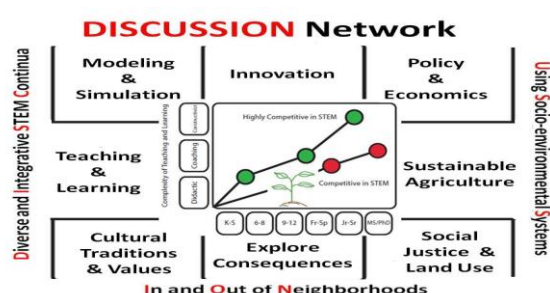 DISCUSSION Network
Modeling
&
Simulation
Innovation
Policy
&
Economics
Diverse and Integrative STEM Continua
Using Socio-environmental Systems
Complexity of Teaching and Learning
Constructivist
Coaching
Didactic
Highly Competitive in STEM
Competitive in STEM
Teaching
&
Learning
Sustainable
Agriculture
K-5
6-8
9-12
Fr-Sp
Jr-Sr
MS/PhD
Cultural
Traditions
& Values
Explore
Consequences
Social
Justice &
Land Use
In and Out of Neighborhoods